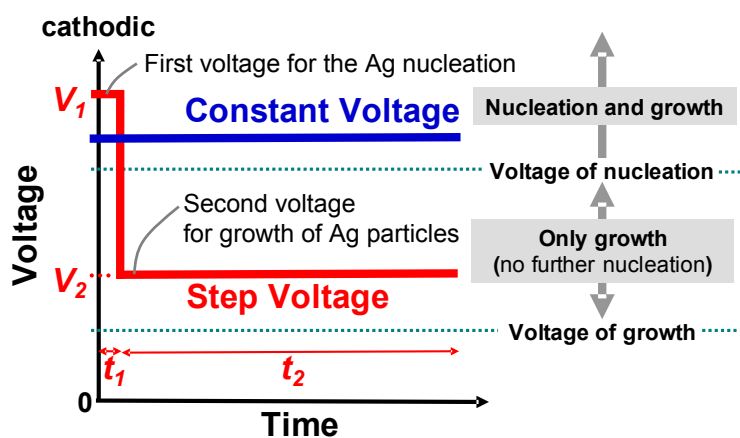 cathodic
First voltage for the Ag nucleation
V1
Constant Voltage
Nucleation and growth
Voltage of nucleation
Voltage
Second voltage
for growth of Ag particles
Only growth
(no further nucleation)
V2
Step Voltage
Voltage of growth
t1
t2
0
Time